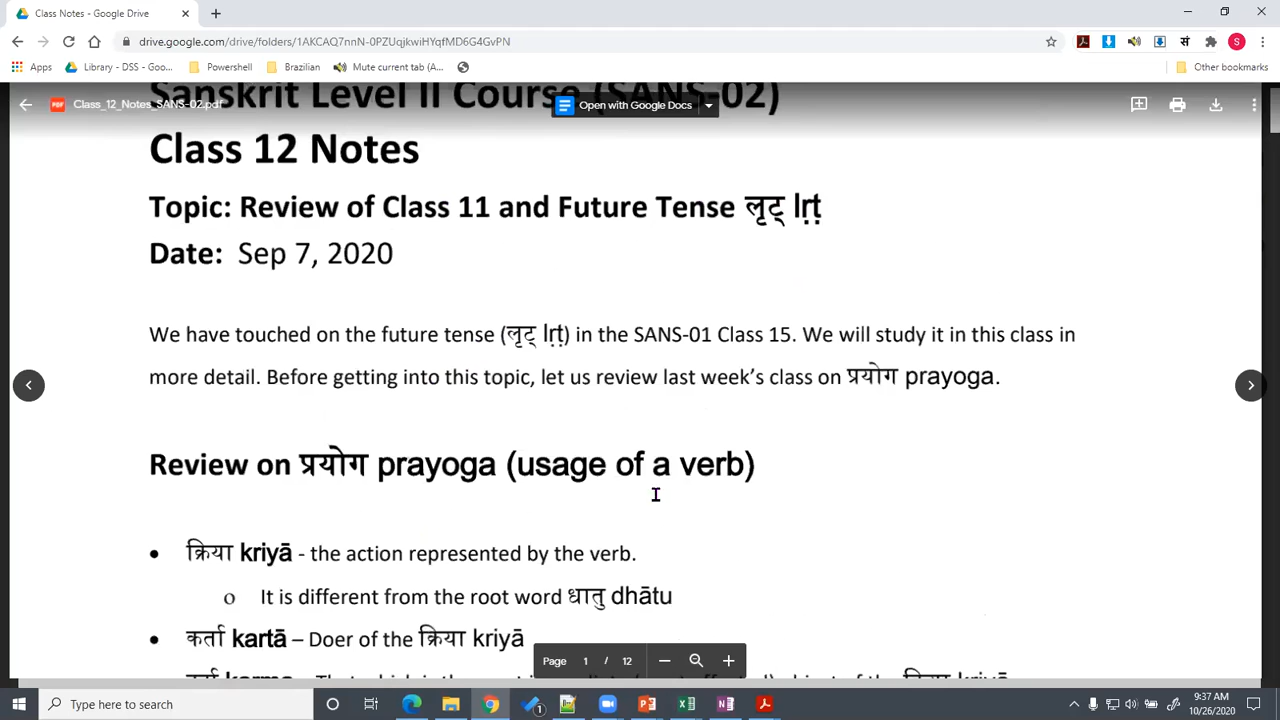 Class Notes - Google Drive
drive.google.com/drive/folders/1AKCAQ7nnN-0PZUqjkwiHYqfMD6G4GvPN
Apps Library - DSS - Goo... Powershell Brazilian Mute current tab (A... Other bookmarks
Sanskrit Level II Course (SANS-02)
Class_12_Notes_SANS-02.pdf Open with Google Docs
Class 12 Notes
Topic: Review of Class 11 and Future Tense लृट् lṛṭ
Date: Sep 7, 2020
We have touched on the future tense (लृट् lṛṭ) in the SANS-01 Class 15. We will study it in this class in
more detail. Before getting into this topic, let us review last week's class on प्रयोग prayoga.
Review on प्रयोग prayoga (usage of a verb)
• क्रिया kriyā - the action represented by the verb.
o It is different from the root word धातु dhātu
• कर्ता kartā – Doer of the क्रिया kriyā
Page 1 / 12
Type here to search
9:37 AM
10/26/2020